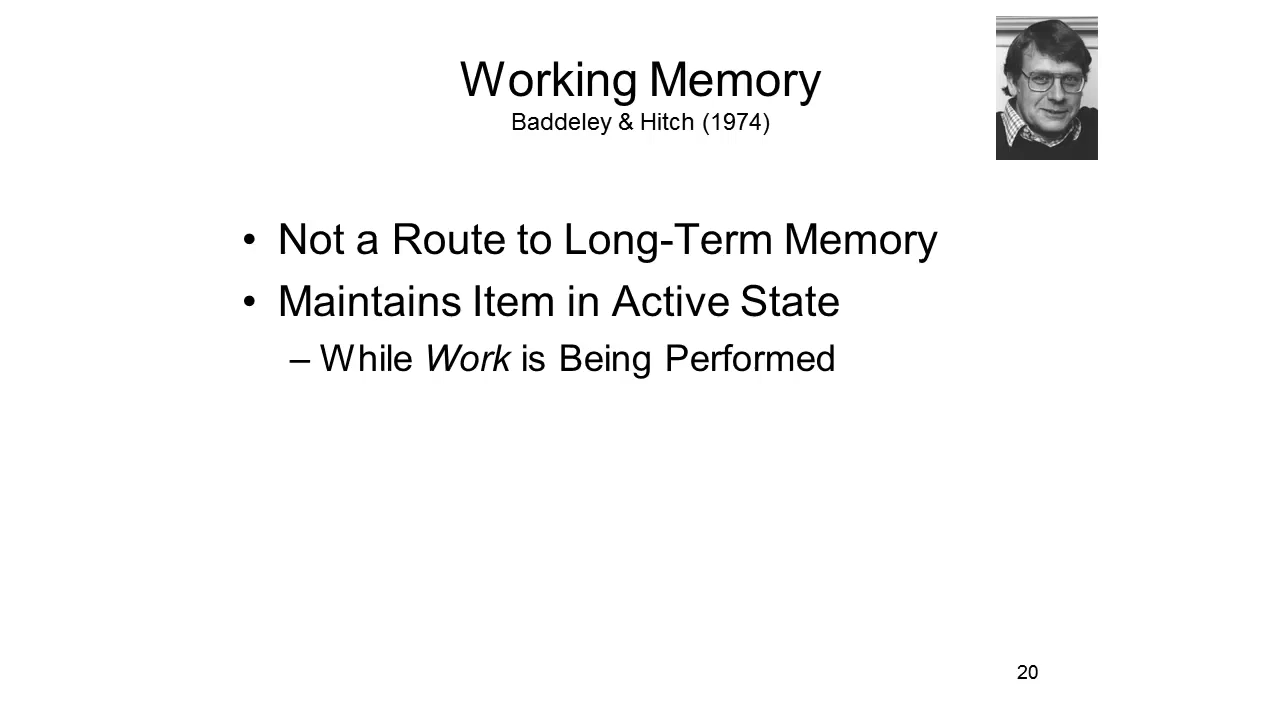 Working Memory
Baddeley & Hitch (1974)
• Not a Route to Long-Term Memory
• Maintains Item in Active State
– While Work is Being Performed
20